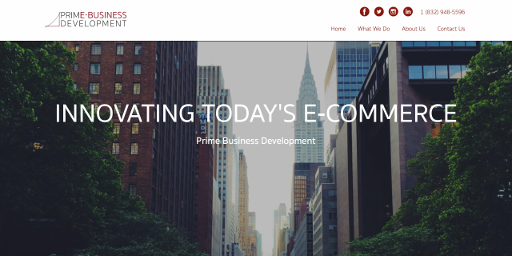 PRIME-BUSINESS
DEVELOPMENT
1 (832) 948-5596
Home
What We Do
About Us
Contact Us
INNOVATING TODAY'S E-COMMERCE
Prime Business Development